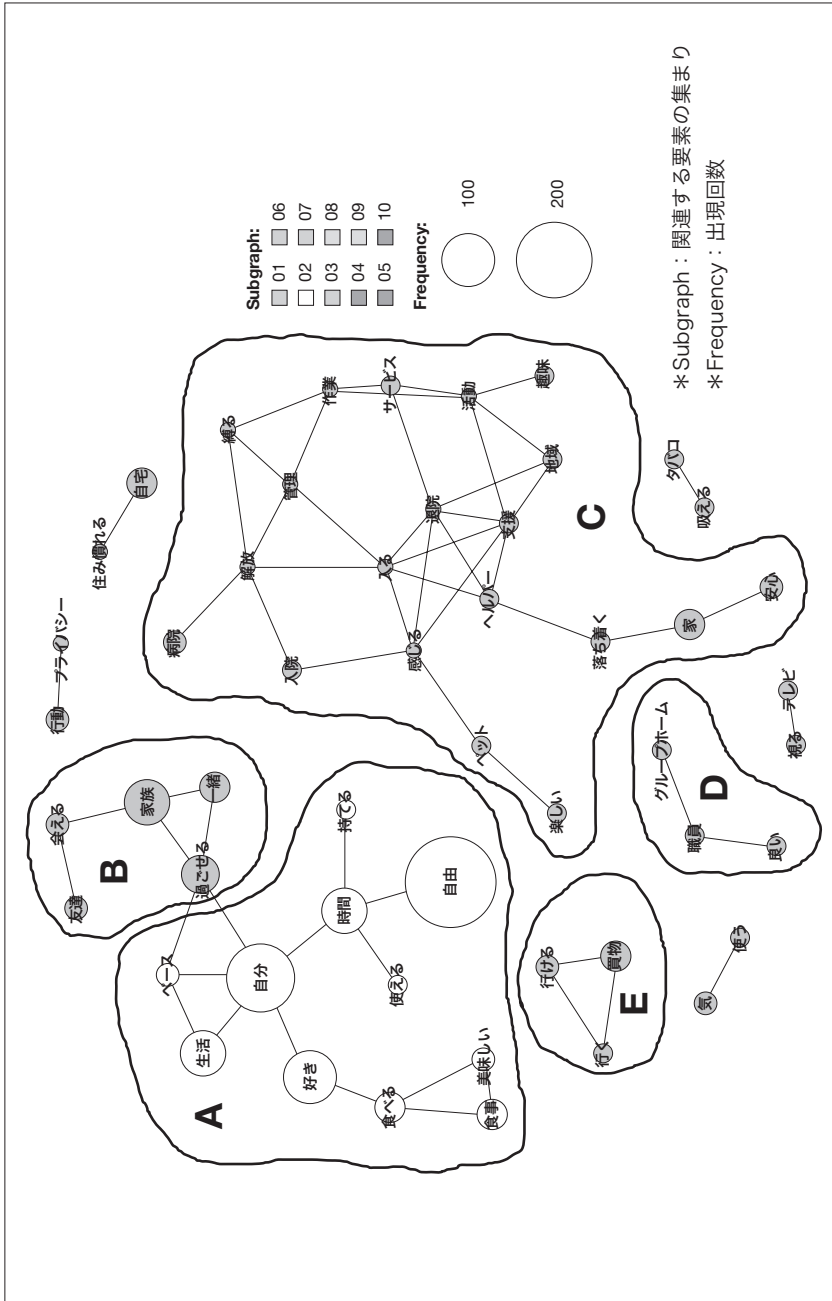 A
生活
ペース
自分
好き
食べる
食事
美味しい
時間
持てる
使える
自由
B
友達
会える
家族
一緒
過ごせる
行動
プライバシー
住み慣れる
自宅
C
病院
解放
縛る
入院
管理
作業
入る
サービス
感じる
退院
活動
ヘルパー
支援
地域
趣味
ペット
楽しい
落ち着く
家
安心
D
グループホーム
職員
良い
E
行ける
行く
買物
気
使う
視る
テレビ
吸える
タバコ
Subgraph:
01 06
02 07
03 08
04 09
05 10
Frequency:
100
200
＊Subgraph：関連する要素の集まり
＊Frequency：出現回数